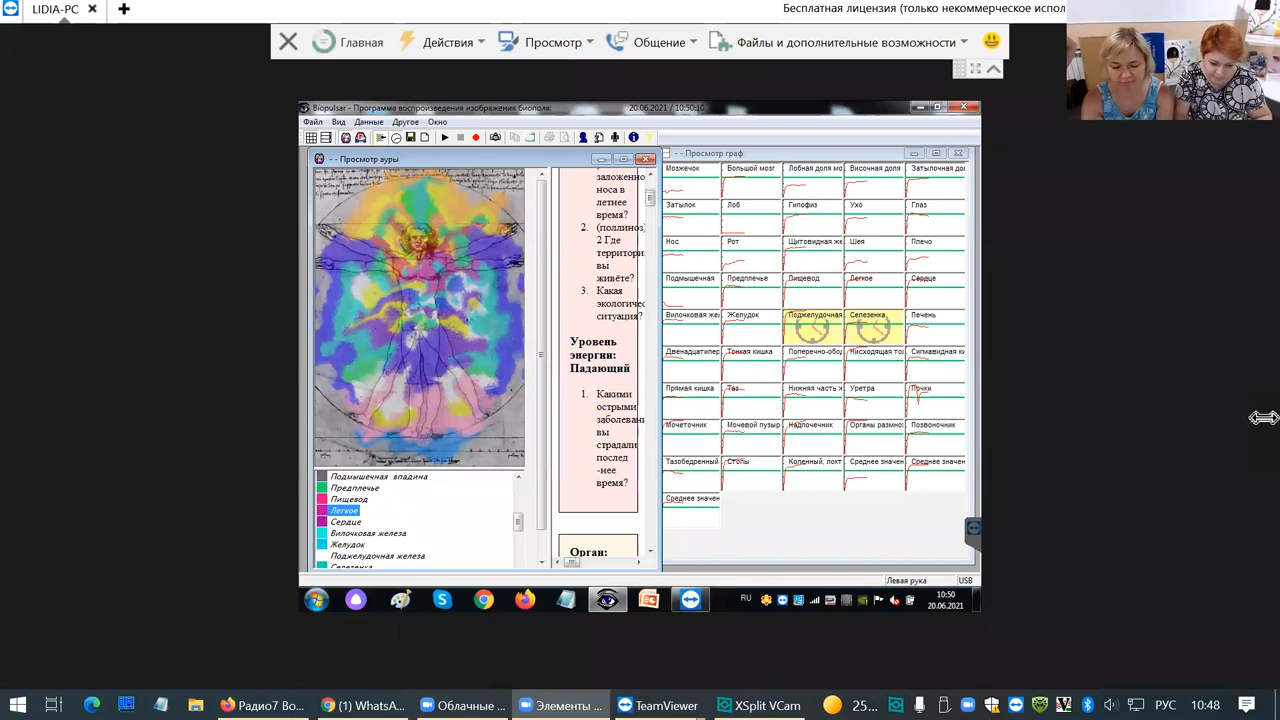 LIDIA-PC
Бесплатная лицензия (только некоммерческое испол
Главная
Действия
Просмотр
Общение
Файлы и дополнительные возможности
Biopulsar - Программа воспроизведения изображения биополя:
20.06.2021 / 10:50:10
Файл Вид Данные Другое Окно
- - Просмотр ауры
- - Просмотр граф.
заложенно
носа в
летнее
время?
2. (поллиноз)
2 Где
территори
вы
живёте?
3. Какая
экологичес
ситуация?
Уровень
энергии:
Падающий
1. Какими
острыми
заболеван
вы
страдали
послед
-нее
время?
Орган:
Мозжечок Большой мозг Лобная доля мо Височная доля Затылочная до
Затылок Лоб Гипофиз Ухо Глаз
Нос Рот Щитовидная же Шея Плечо
Подмышечная Предплечье Пищевод Легкое Сердце
Вилочковая жел Желудок Поджелудочная Селезенка Печень
Двенадцатипер Тонкая кишка Поперечно-обо Нисходящая то Сигмавидная ки
Прямая кишка Таз Нижняя часть ж Уретра Почки
Мочеточник Мочевой пузыр Надпочечник Органы размно Позвоночник
Тазобедренный Стопы Коленный, локт Среднее значен Среднее значен
Среднее значен
Подмышечная впадина
Предплечье
Пищевод
Легкое
Сердце
Вилочковая железа
Желудок
Поджелудочная железа
Селезенка
Левая рука
USB
RU
10:50
20.06.2021
Радио7 Во...
(1) WhatsA...
Облачные ...
Элементы ...
TeamViewer
XSplit VCam
25...
РУС
10:48